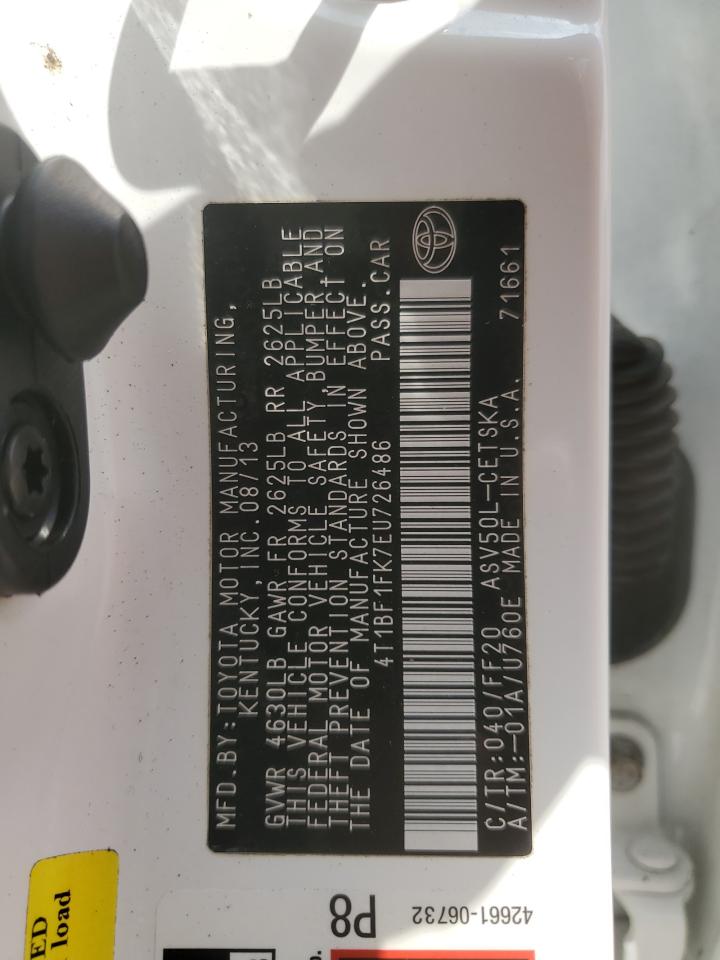 MFD.BY:TOYOTA MOTOR MANUFACTURING,
KENTUCKY,INC.08/13
GVWR 4630LB GAWR FR 2625LB RR 2625LB
THIS VEHICLE CONFORMS TO ALL APPLICABLE
FEDERAL MOTOR VEHICLE SAFETY, BUMPER AND
THEFT PREVENTION STANDARDS IN EFFECT ON
THE DATE OF MANUFACTURE SHOWN ABOVE.
4T1BF1FK7EU726486 PASS.CAR
C/TR:040/FF20 ASV50L-CETSKA
A/TM:-01A/U760E MADE IN U.S.A. 71661
P8
42661-06732
load